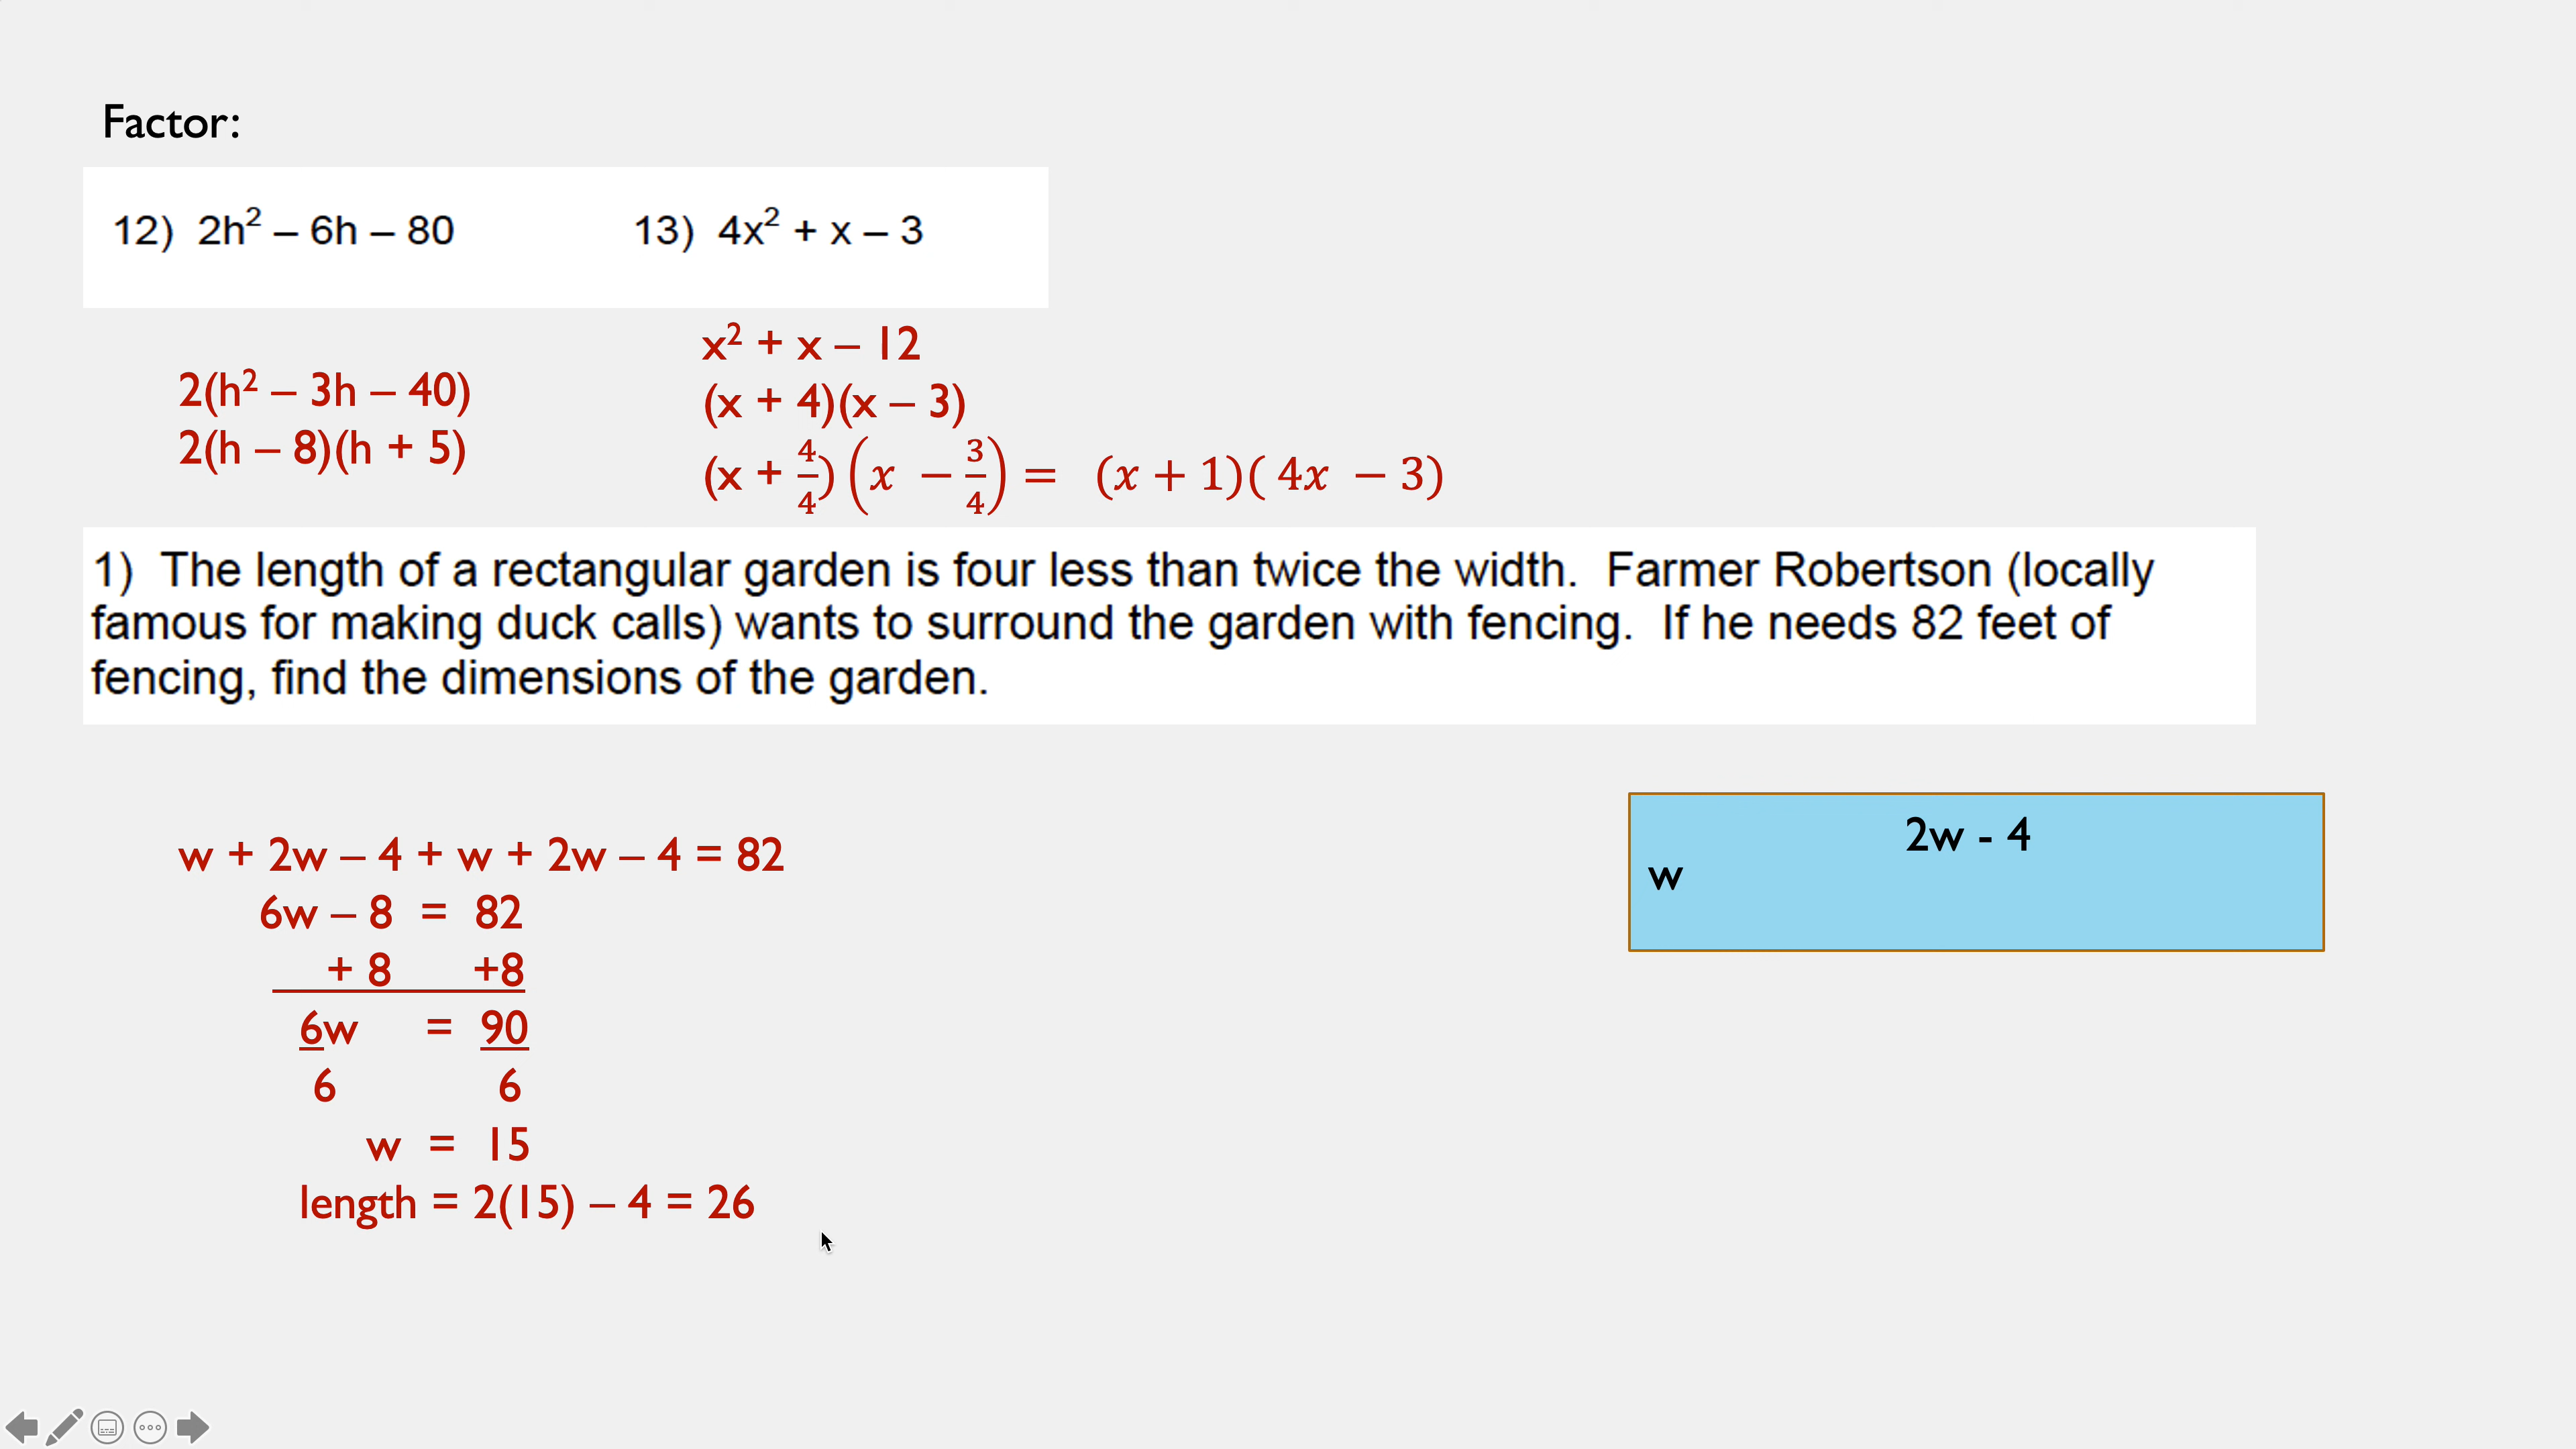 Factor:
12)  2h² – 6h – 80
13)  4x² + x – 3
2(h² – 3h – 40)
2(h – 8)(h + 5)
x² + x – 12
(x + 4)(x – 3)
(x + 4/4)(x − 3/4) = (x + 1)( 4x − 3)
1)  The length of a rectangular garden is four less than twice the width.  Farmer Robertson (locally
famous for making duck calls) wants to surround the garden with fencing.  If he needs 82 feet of
fencing, find the dimensions of the garden.
w + 2w – 4 + w + 2w – 4 = 82
6w – 8 = 82
+ 8 +8
6w = 90
6 6
w = 15
length = 2(15) – 4 = 26
2w - 4
w